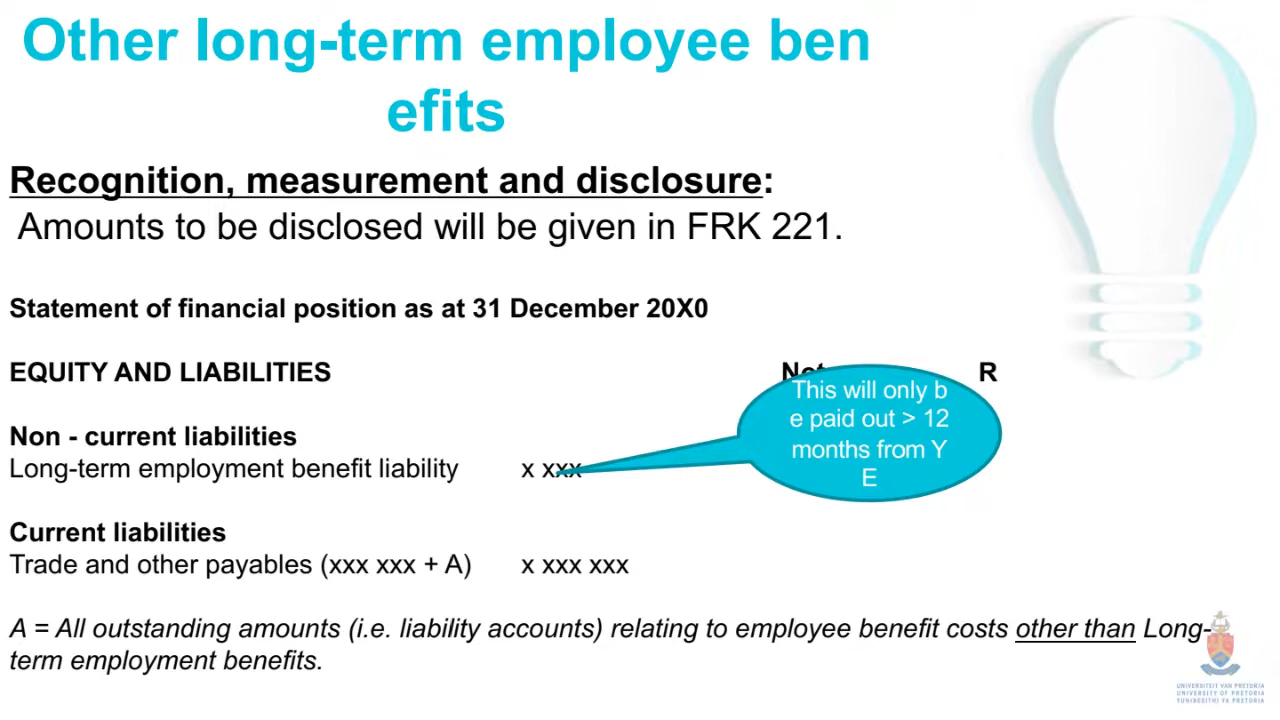 Other long-term employee ben
efits
Recognition, measurement and disclosure:
Amounts to be disclosed will be given in FRK 221.
Statement of financial position as at 31 December 20X0
EQUITY AND LIABILITIES R
This will only b
e paid out > 12
months from Y
E
Non - current liabilities
Long-term employment benefit liability x xxx
Current liabilities
Trade and other payables (xxx xxx + A) x xxx xxx
A = All outstanding amounts (i.e. liability accounts) relating to employee benefit costs other than Long-
term employment benefits.
UNIVERSITEIT VAN PRETORIA
UNIVERSITY OF PRETORIA
YUNIBESITHI YA PRETORIA